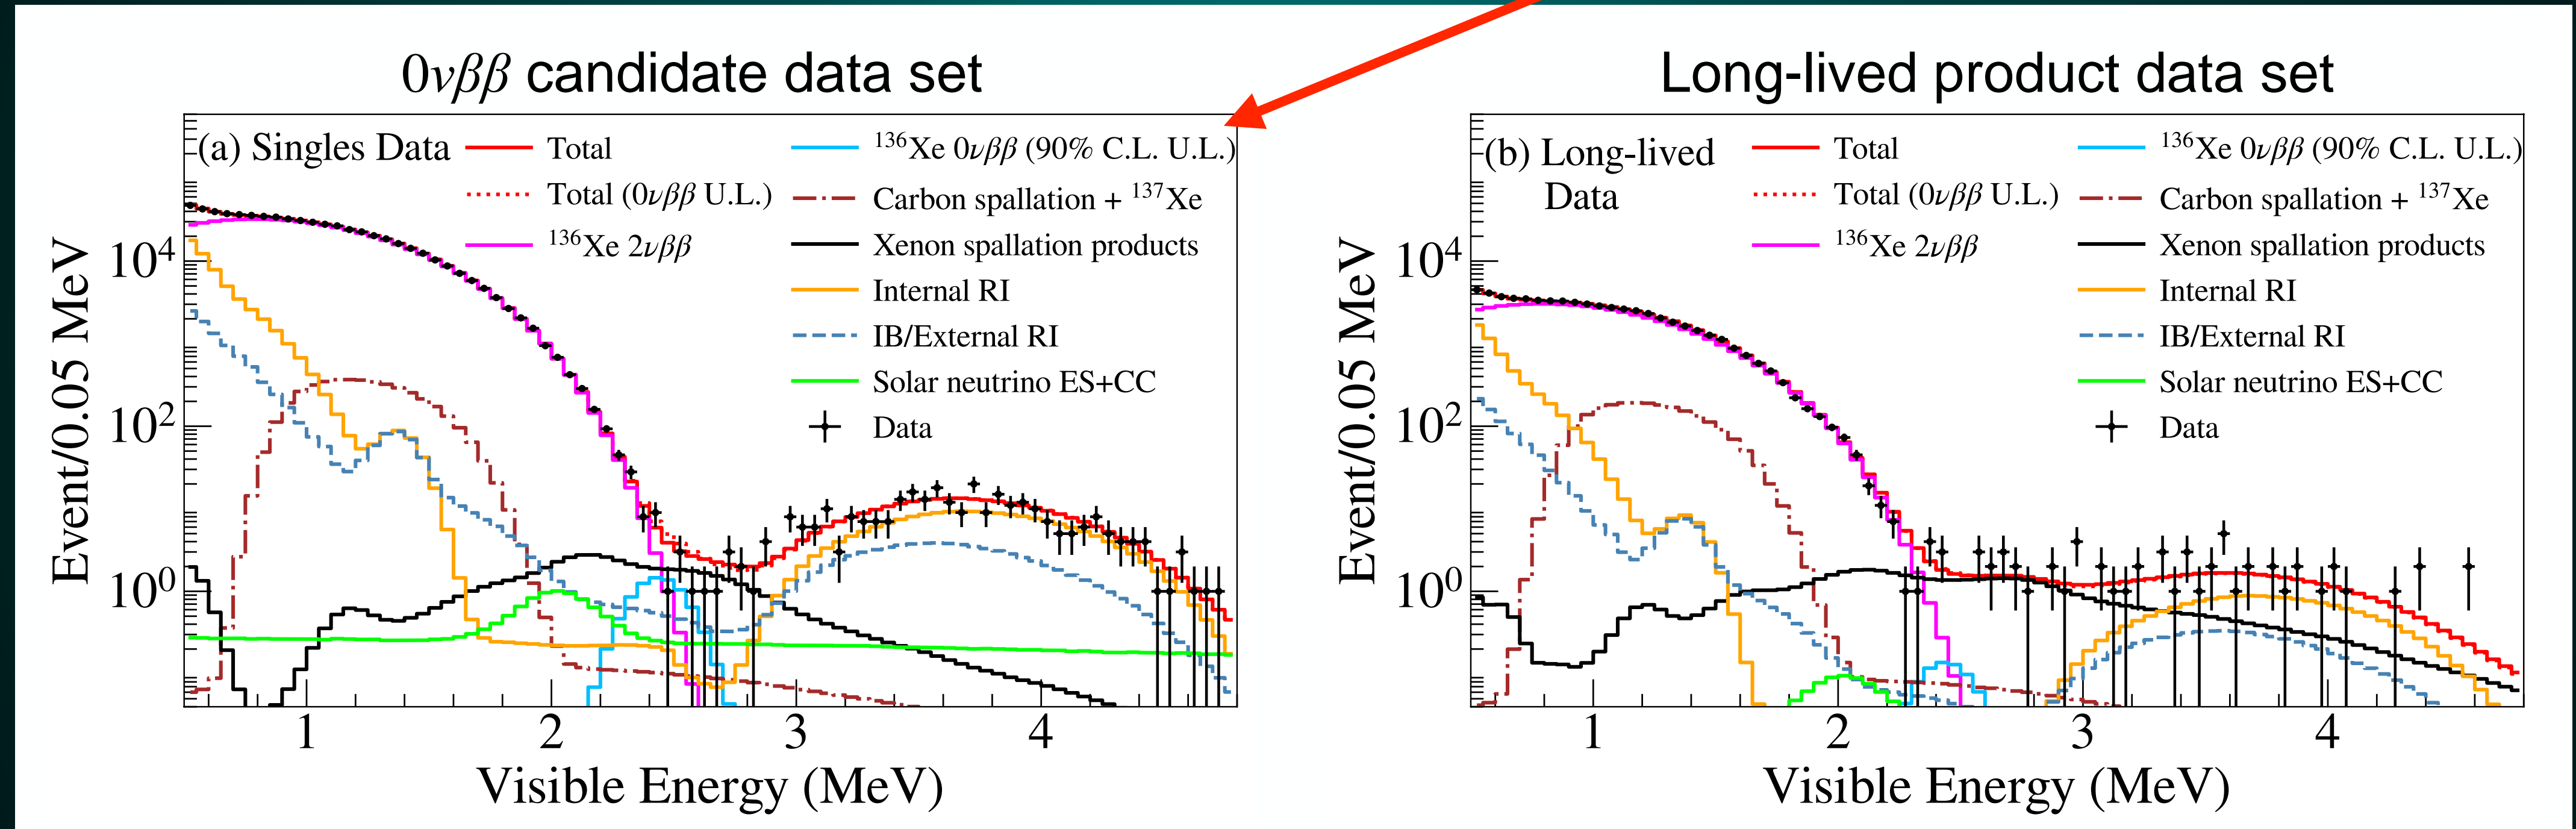 0νββ candidate data set
(a) Singles Data
Total
Total (0νββ U.L.)
¹³⁶Xe 2νββ
¹³⁶Xe 0νββ (90% C.L. U.L.)
Carbon spallation + ¹³⁷Xe
Xenon spallation products
Internal RI
IB/External RI
Solar neutrino ES+CC
Data
Event/0.05 MeV
10⁴
10²
10⁰
1 2 3 4
Visible Energy (MeV)
Long-lived product data set
(b) Long-lived
Data
Total
Total (0νββ U.L.)
¹³⁶Xe 2νββ
¹³⁶Xe 0νββ (90% C.L. U.L.)
Carbon spallation + ¹³⁷Xe
Xenon spallation products
Internal RI
IB/External RI
Solar neutrino ES+CC
Data
Event/0.05 MeV
10⁴
10²
10⁰
1 2 3 4
Visible Energy (MeV)